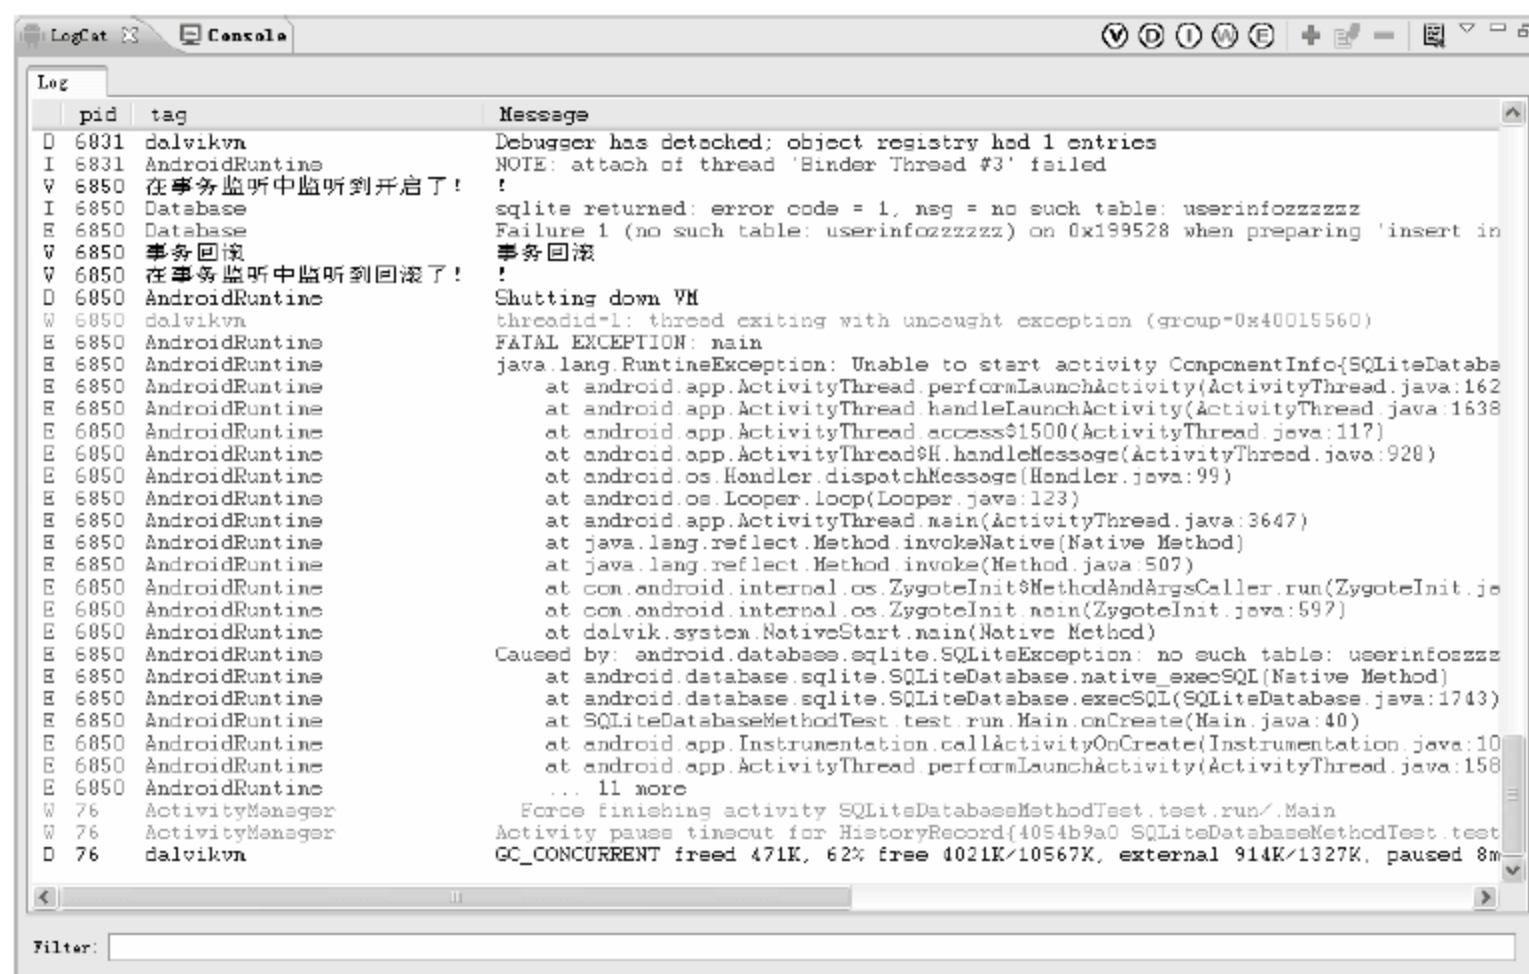 LogCat Console
V D I W E
Log
pid tag Message
D 6831 dalvikvm Debugger has detached; object registry had 1 entries
I 6831 AndroidRuntime NOTE: attach of thread 'Binder Thread #3' failed
V 6850 在事务监听中监听到开启了! !
I 6850 Database sqlite returned: error code = 1, msg = no such table: userinfozzzzzz
E 6850 Database Failure 1 (no such table: userinfozzzzzz) on 0x199528 when preparing 'insert in
V 6850 事务回滚 事务回滚
V 6850 在事务监听中监听到回滚了! !
D 6850 AndroidRuntime Shutting down VM
W 6850 dalvikvm threadid=1: thread exiting with uncaught exception (group=0x40015560)
E 6850 AndroidRuntime FATAL EXCEPTION: main
E 6850 AndroidRuntime java.lang.RuntimeException: Unable to start activity ComponentInfo{SQLiteDataba
E 6850 AndroidRuntime at android.app.ActivityThread.performLaunchActivity(ActivityThread.java:162
E 6850 AndroidRuntime at android.app.ActivityThread.handleLaunchActivity(ActivityThread.java:1638
E 6850 AndroidRuntime at android.app.ActivityThread.access$1500(ActivityThread.java:117)
E 6850 AndroidRuntime at android.app.ActivityThread$H.handleMessage(ActivityThread.java:928)
E 6850 AndroidRuntime at android.os.Handler.dispatchMessage(Handler.java:99)
E 6850 AndroidRuntime at android.os.Looper.loop(Looper.java:123)
E 6850 AndroidRuntime at android.app.ActivityThread.main(ActivityThread.java:3647)
E 6850 AndroidRuntime at java.lang.reflect.Method.invokeNative(Native Method)
E 6850 AndroidRuntime at java.lang.reflect.Method.invoke(Method.java:507)
E 6850 AndroidRuntime at com.android.internal.os.ZygoteInit$MethodAndArgsCaller.run(ZygoteInit.ja
E 6850 AndroidRuntime at com.android.internal.os.ZygoteInit.main(ZygoteInit.java:597)
E 6850 AndroidRuntime at dalvik.system.NativeStart.main(Native Method)
E 6850 AndroidRuntime Caused by: android.database.sqlite.SQLiteException: no such table: userinfozzzz
E 6850 AndroidRuntime at android.database.sqlite.SQLiteDatabase.native_execSQL(Native Method)
E 6850 AndroidRuntime at android.database.sqlite.SQLiteDatabase.execSQL(SQLiteDatabase.java:1743)
E 6850 AndroidRuntime at SQLiteDatabaseMethodTest.test.run.Main.onCreate(Main.java:40)
E 6850 AndroidRuntime at android.app.Instrumentation.callActivityOnCreate(Instrumentation.java:10
E 6850 AndroidRuntime at android.app.ActivityThread.performLaunchActivity(ActivityThread.java:158
E 6850 AndroidRuntime ... 11 more
W 76 ActivityManager Force finishing activity SQLiteDatabaseMethodTest.test.run/.Main
W 76 ActivityManager Activity pause timeout for HistoryRecord{4054b9a0 SQLiteDatabaseMethodTest.test
D 76 dalvikvm GC_CONCURRENT freed 471K, 62% free 4021K/10567K, external 914K/1327K, paused 8m
Filter: